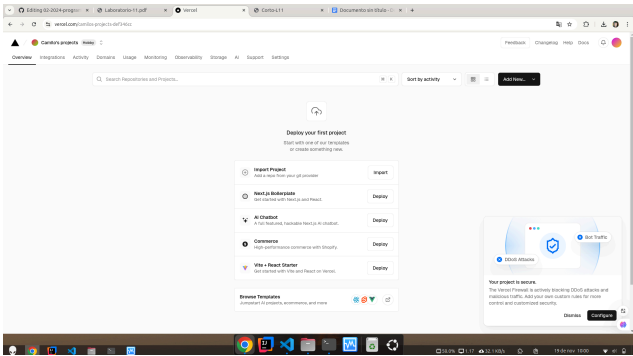 Editing 02-2024-progra
Laboratorio-11.pdf
Vercel
Corto-L11
Documento sin título - D
vercel.com/camilos-projects-def346cc
Camilo's projects Hobby
Feedback Changelog Help Docs
Overview Integrations Activity Domains Usage Monitoring Observability Storage AI Support Settings
Search Repositories and Projects...
Sort by activity
Add New...
Deploy your first project
Start with one of our templates
or create something new.
Import Project
Add a repo from your git provider
Import
Next.js Boilerplate
Get started with Next.js and React.
Deploy
AI Chatbot
A full-featured, hackable Next.js AI chatbot.
Deploy
Commerce
High-performance commerce with Shopify.
Deploy
Vite + React Starter
Get started with Vite and React on Vercel.
Deploy
Browse Templates
Jumpstart AI projects, ecommerce, and more
Bot Traffic
DDoS Attacks
Your project is secure.
The Vercel Firewall is actively blocking DDoS attacks and
malicious traffic. Add your own custom rules for more
control and customized security.
Dismiss Configure
19 de nov 18:00